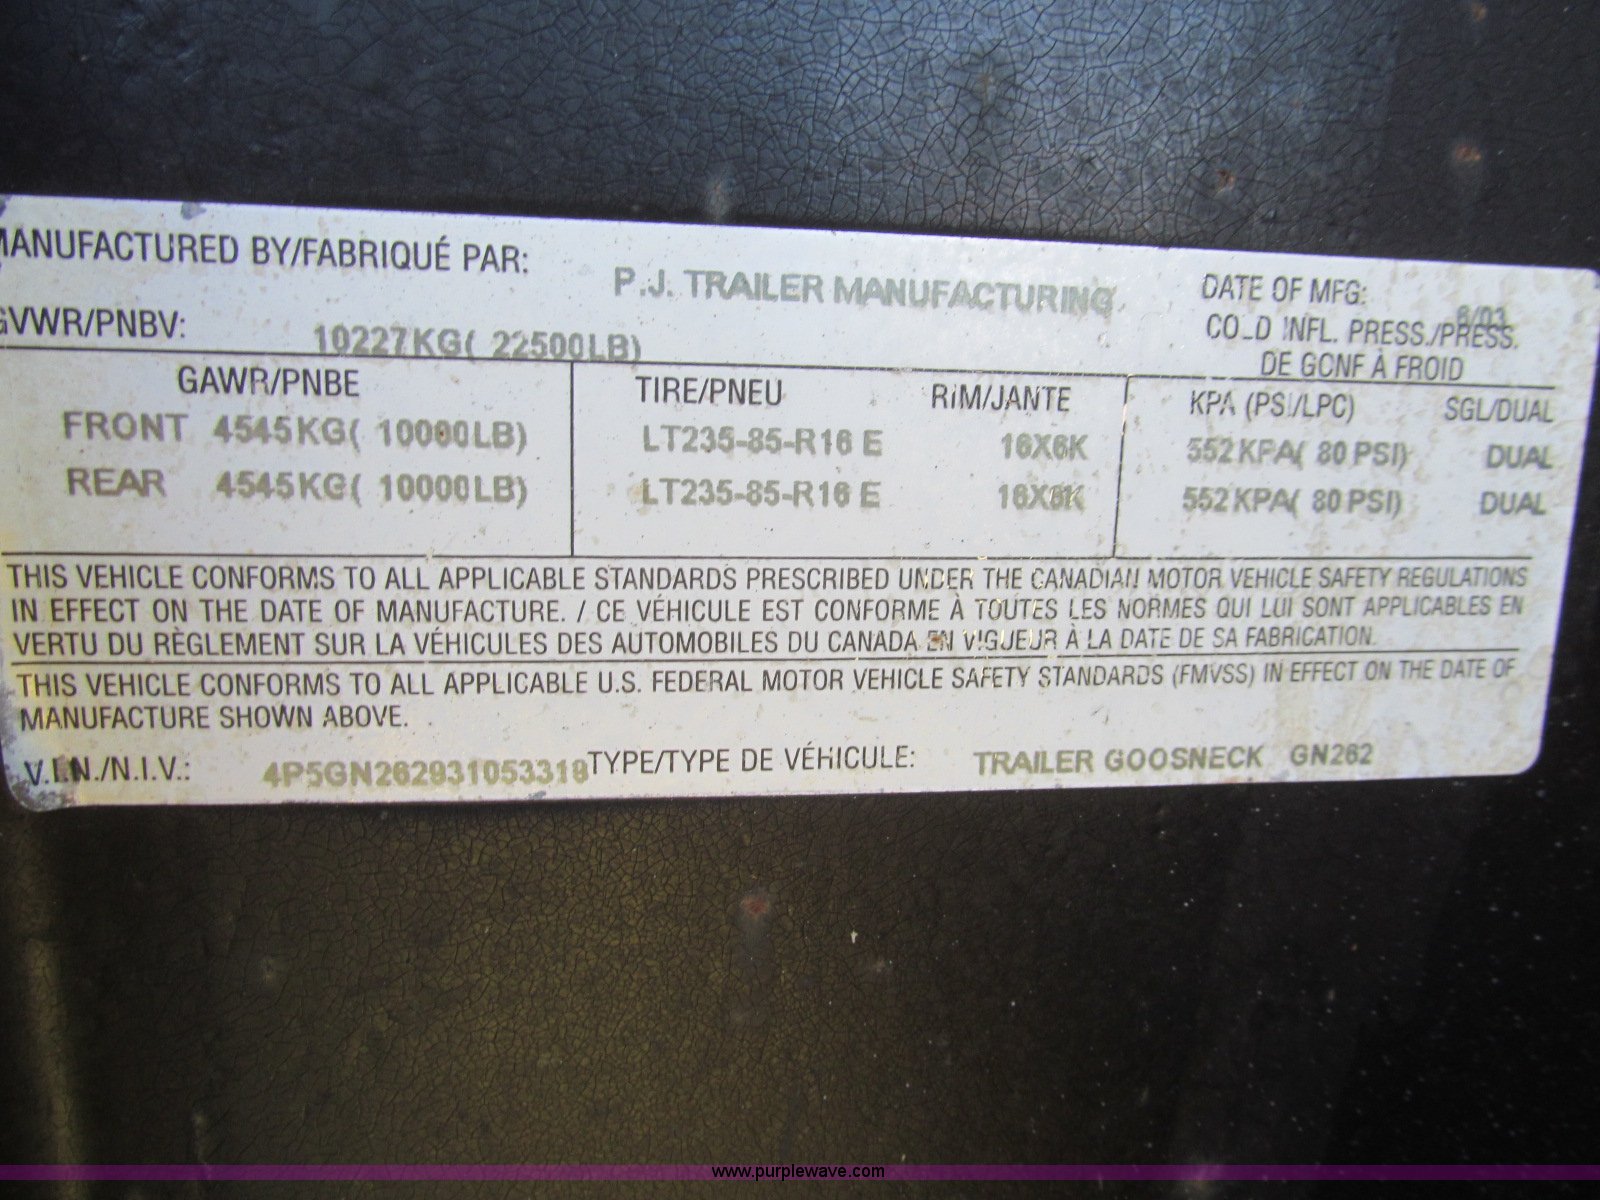 MANUFACTURED BY/FABRIQUÉ PAR: P.J. TRAILER MANUFACTURING DATE OF MFG: 6/03
GVWR/PNBV: 10227KG( 22500LB) COLD INFL. PRESS./PRESS.
DE GCNF À FROID
GAWR/PNBE TIRE/PNEU RIM/JANTE KPA (PSI/LPC) SGL/DUAL
FRONT 4545KG( 10000LB) LT235-85-R16 E 16X6K 552KPA( 80 PSI) DUAL
REAR 4545KG( 10000LB) LT235-85-R16 E 16X6K 552KPA( 80 PSI) DUAL
THIS VEHICLE CONFORMS TO ALL APPLICABLE STANDARDS PRESCRIBED UNDER THE CANADIAN MOTOR VEHICLE SAFETY REGULATIONS
IN EFFECT ON THE DATE OF MANUFACTURE. / CE VÉHICULE EST CONFORME À TOUTES LES NORMES QUI LUI SONT APPLICABLES EN
VERTU DU RÈGLEMENT SUR LA VÉHICULES DES AUTOMOBILES DU CANADA EN VIGUEUR À LA DATE DE SA FABRICATION.
THIS VEHICLE CONFORMS TO ALL APPLICABLE U.S. FEDERAL MOTOR VEHICLE SAFETY STANDARDS (FMVSS) IN EFFECT ON THE DATE OF
MANUFACTURE SHOWN ABOVE.
V.I.N./N.I.V.: 4P5GN262931053318 TYPE/TYPE DE VÉHICULE: TRAILER GOOSNECK GN262
www.purplewave.com